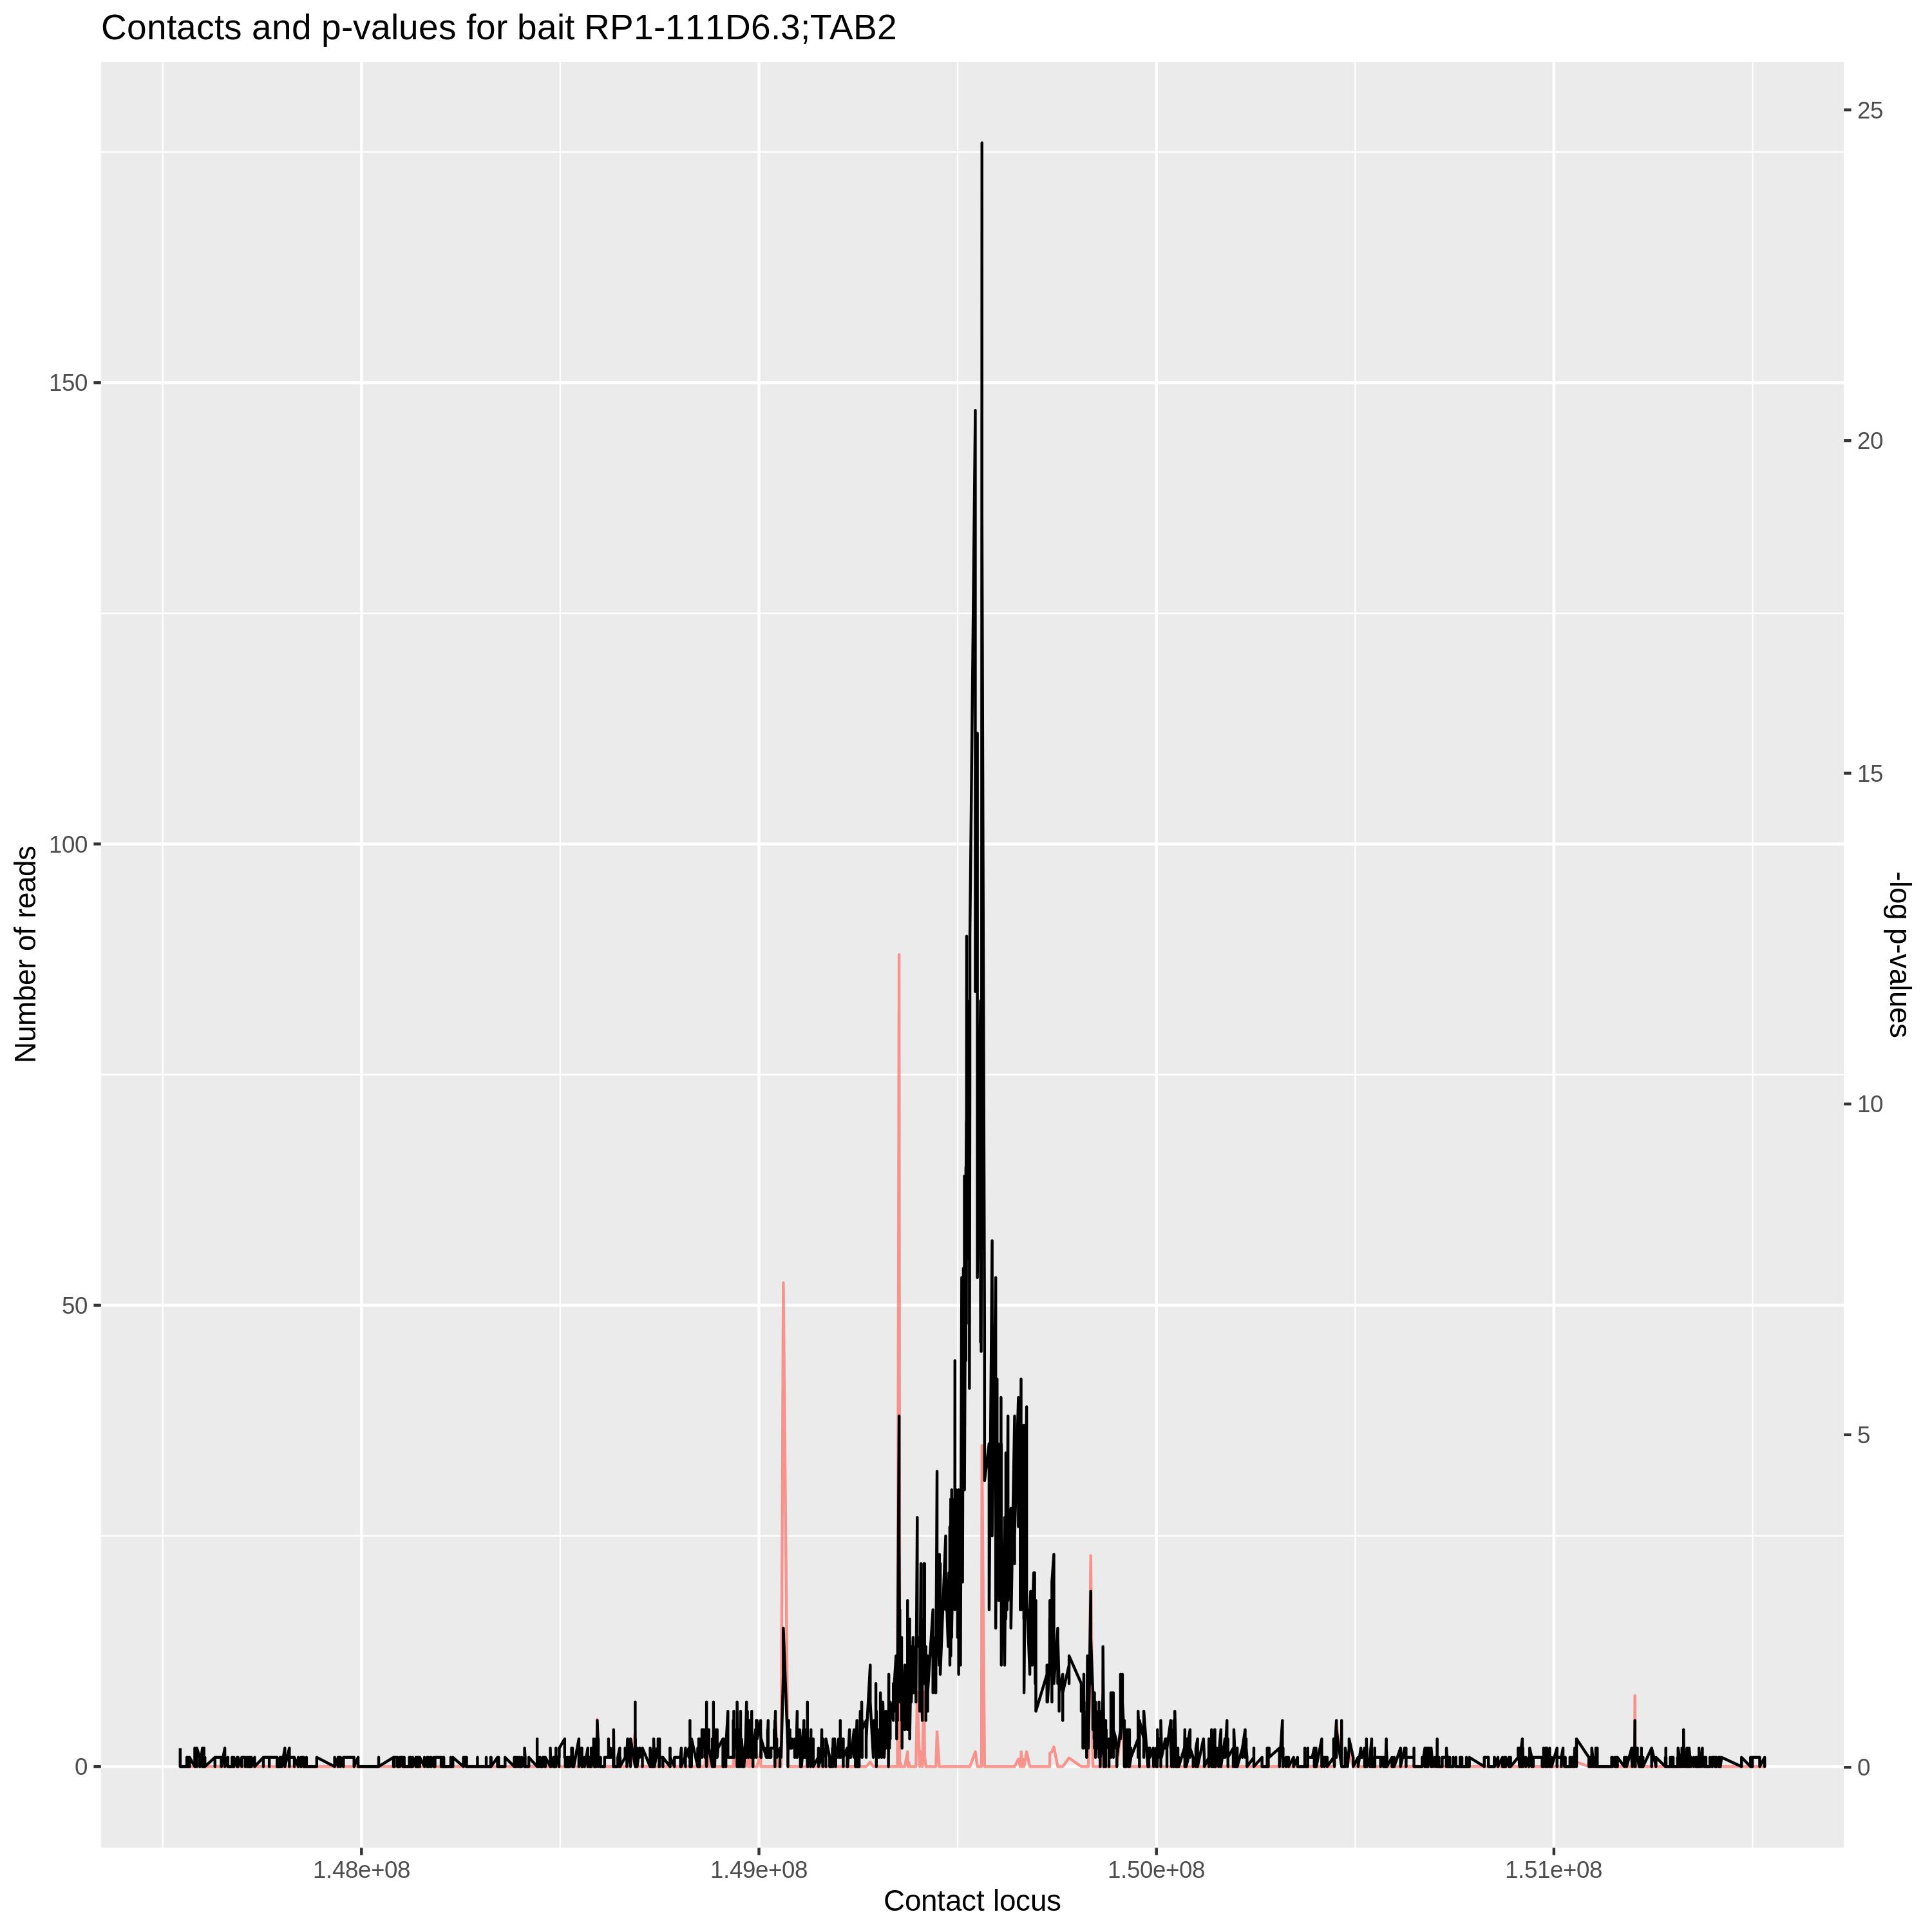 Contacts and p-values for bait RP1-111D6.3;TAB2
150
100
50
0
Number of reads
25
20
15
10
5
0
-log p-values
1.48e+08
1.49e+08
1.50e+08
1.51e+08
Contact locus